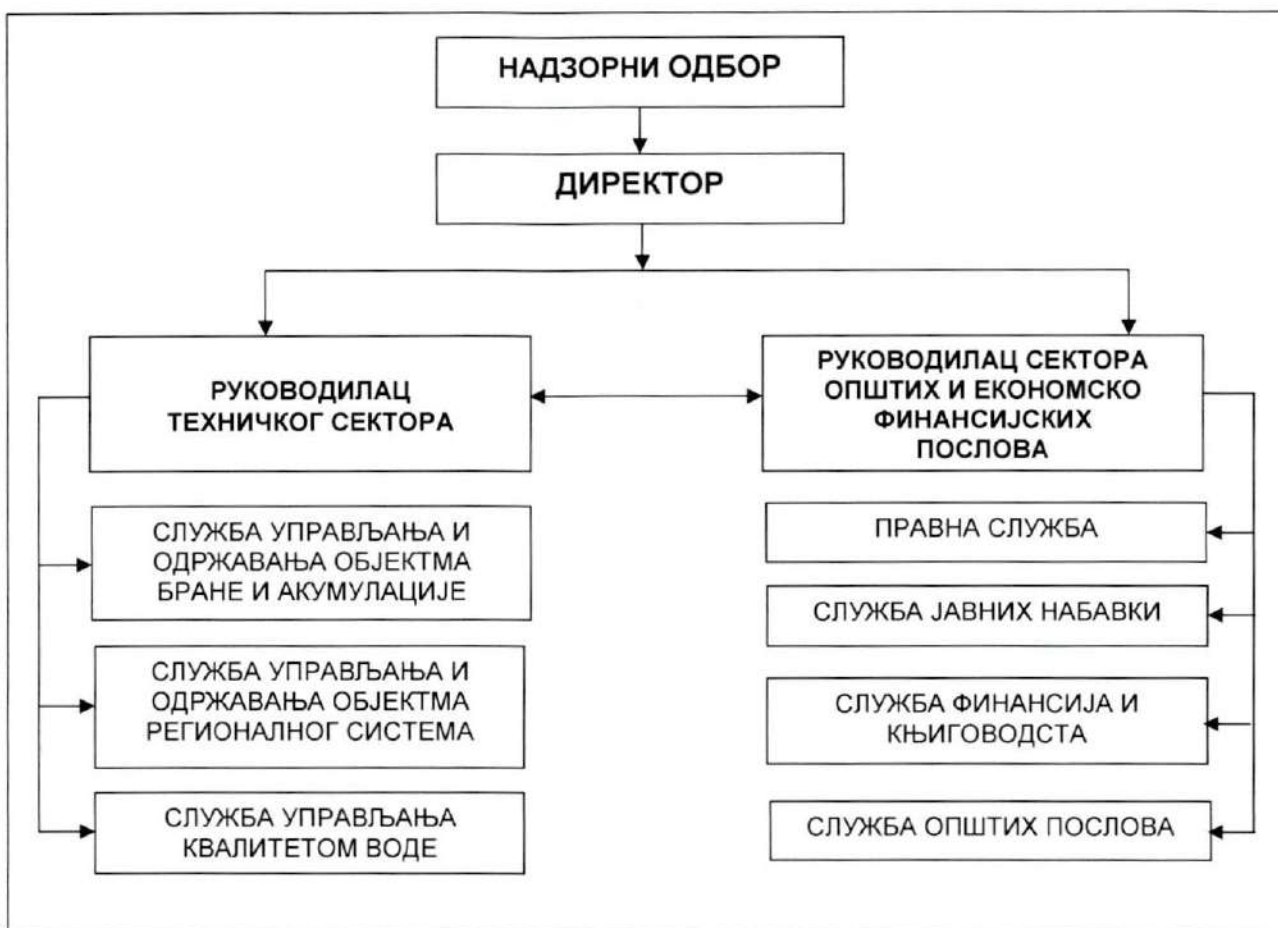 НАДЗОРНИ ОДБОР
ДИРЕКТОР
РУКОВОДИЛАЦ
ТЕХНИЧКОГ СЕКТОРА
РУКОВОДИЛАЦ СЕКТОРА
ОПШТИХ И ЕКОНОМСКО
ФИНАНСИЈСКИХ
ПОСЛОВА
СЛУЖБА УПРАВЉАЊА И
ОДРЖАВАЊА ОБЈЕКТМА
БРАНЕ И АКУМУЛАЦИЈЕ
СЛУЖБА УПРАВЉАЊА И
ОДРЖАВАЊА ОБЈЕКТМА
РЕГИОНАЛНОГ СИСТЕМА
СЛУЖБА УПРАВЉАЊА
КВАЛИТЕТОМ ВОДЕ
ПРАВНА СЛУЖБА
СЛУЖБА ЈАВНИХ НАБАВКИ
СЛУЖБА ФИНАНСИЈА И
КЊИГОВОДСТА
СЛУЖБА ОПШТИХ ПОСЛОВА